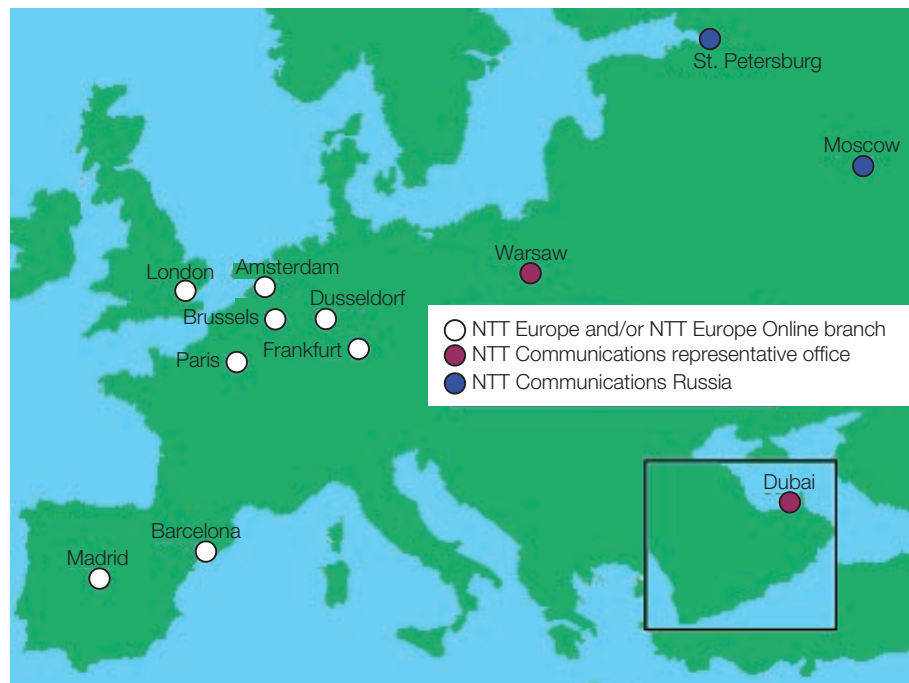 St. Petersburg
Moscow
Warsaw
London
Amsterdam
Dusseldorf
Brussels
Frankfurt
Paris
NTT Europe and/or NTT Europe Online branch
NTT Communications representative office
NTT Communications Russia
Dubai
Barcelona
Madrid